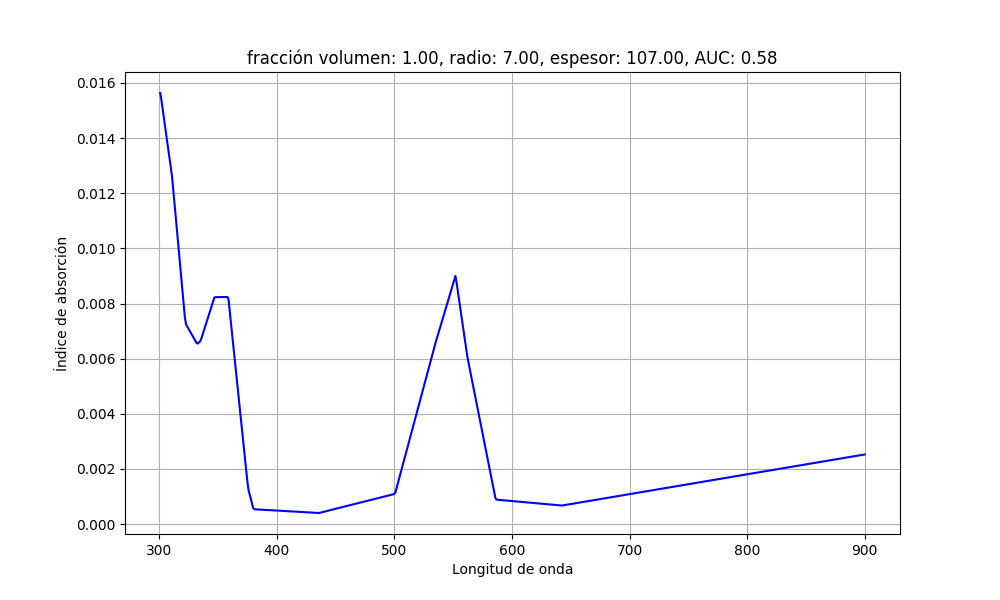 fracción volumen: 1.00, radio: 7.00, espesor: 107.00, AUC: 0.58
0.016
0.014
0.012
0.010
0.008
0.006
0.004
0.002
0.000
Índice de absorción
300 400 500 600 700 800 900
Longitud de onda